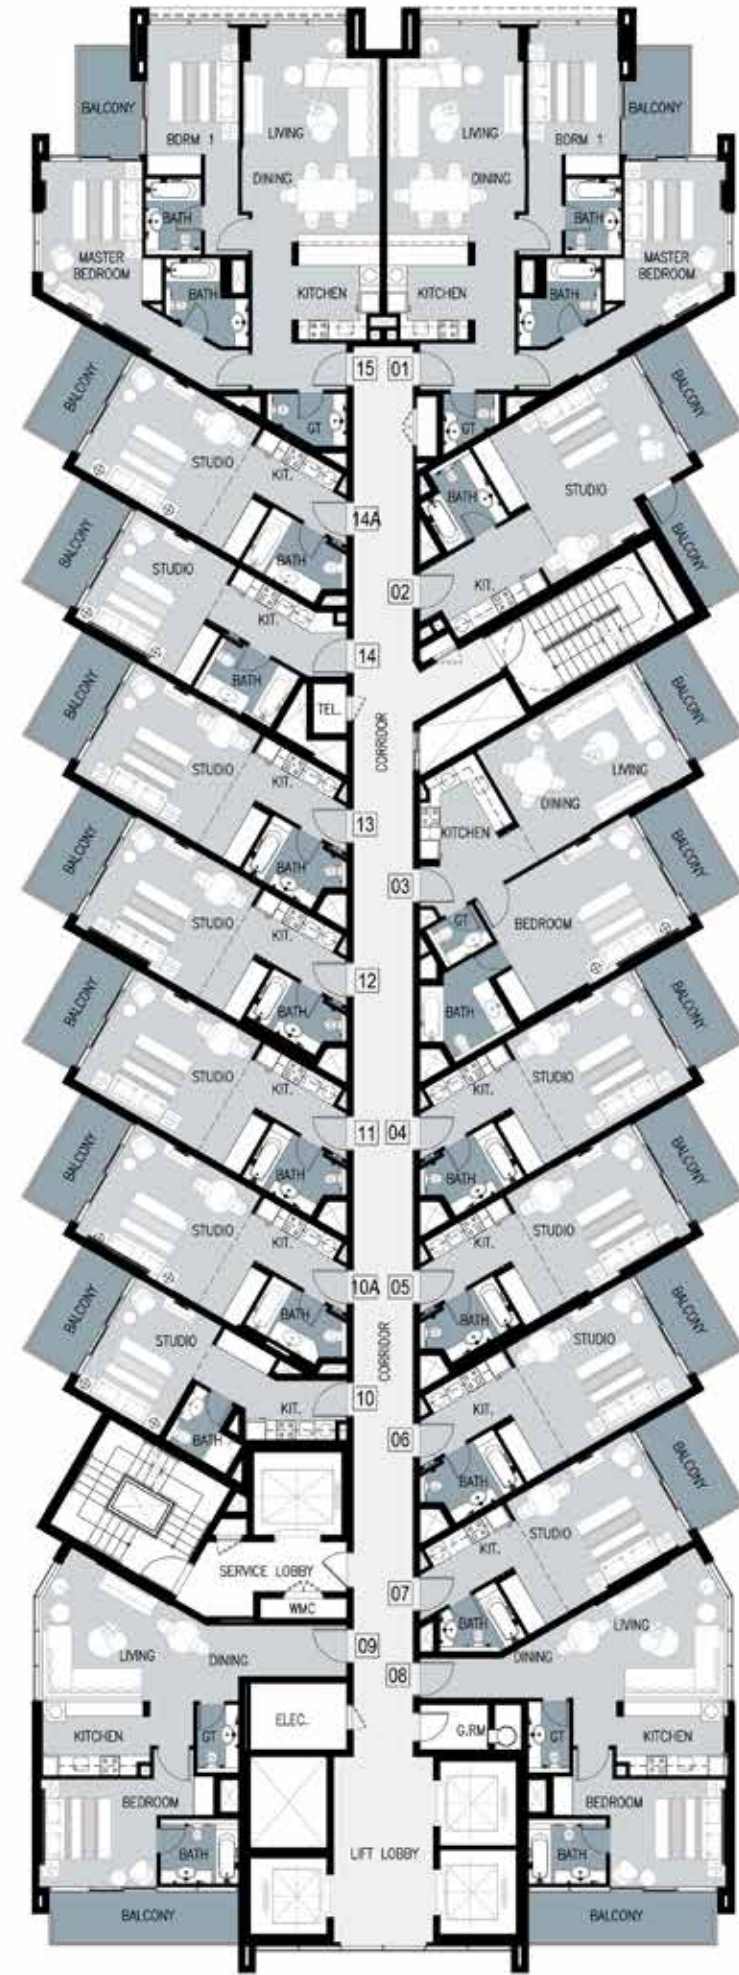 BALCONY
BDRM 1
LIVING
DINING
BATH
MASTER
BEDROOM
BATH
KITCHEN
LIVING
DINING
BDRM 1
BALCONY
BATH
MASTER
BEDROOM
BATH
KITCHEN
15
01
BALCONY
GT
GT
BALCONY
STUDIO
KIT.
BATH
STUDIO
14A
BALCONY
BATH
BALCONY
STUDIO
02
KIT.
KIT.
14
BATH
TEL.
BALCONY
BALCONY
CORRIDOR
STUDIO
KIT.
LIVING
DINING
13
KITCHEN
BALCONY
BATH
BALCONY
03
STUDIO
KIT.
GT
BEDROOM
12
BALCONY
BATH
BATH
BALCONY
STUDIO
KIT.
KIT.
STUDIO
11
04
BALCONY
BATH
BATH
BALCONY
STUDIO
KIT.
KIT.
STUDIO
10A
05
BALCONY
BATH
BATH
BALCONY
STUDIO
CORRIDOR
STUDIO
10
KIT.
KIT.
BATH
06
BATH
BALCONY
STUDIO
KIT.
SERVICE LOBBY
07
WMC
BATH
LIVING
DINING
09
LIVING
DINING
08
ELEC.
G.RM
KITCHEN
GT
GT
KITCHEN
BEDROOM
BEDROOM
BATH
LIFT LOBBY
BATH
BALCONY
BALCONY